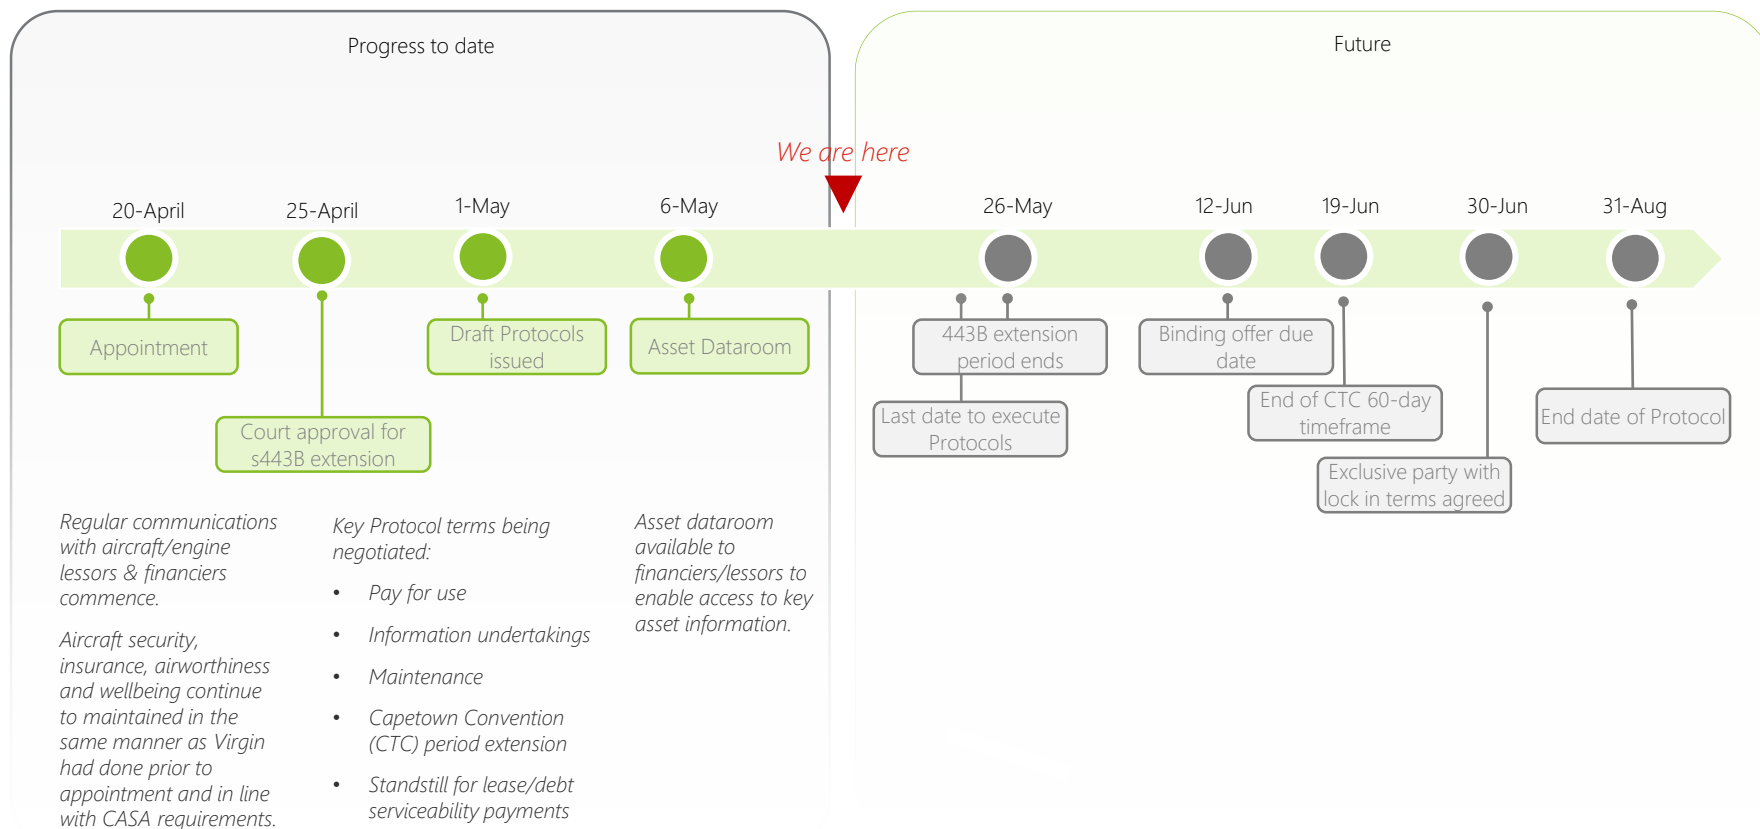 Progress to date
Future
We are here
20-April
25-April
1-May
6-May
26-May
12-Jun
19-Jun
30-Jun
31-Aug
Appointment
Court approval for
s443B extension
Draft Protocols
issued
Asset Dataroom
443B extension
period ends
Last date to execute
Protocols
Binding offer due
date
End of CTC 60-day
timeframe
Exclusive party with
lock in terms agreed
End date of Protocol
Regular communications
with aircraft/engine
lessors & financiers
commence.
Aircraft security,
insurance, airworthiness
and wellbeing continue
to maintained in the
same manner as Virgin
had done prior to
appointment and in line
with CASA requirements.
Key Protocol terms being
negotiated:
• Pay for use
• Information undertakings
• Maintenance
• Capetown Convention
(CTC) period extension
• Standstill for lease/debt
serviceability payments
Asset dataroom
available to
financiers/lessors to
enable access to key
asset information.